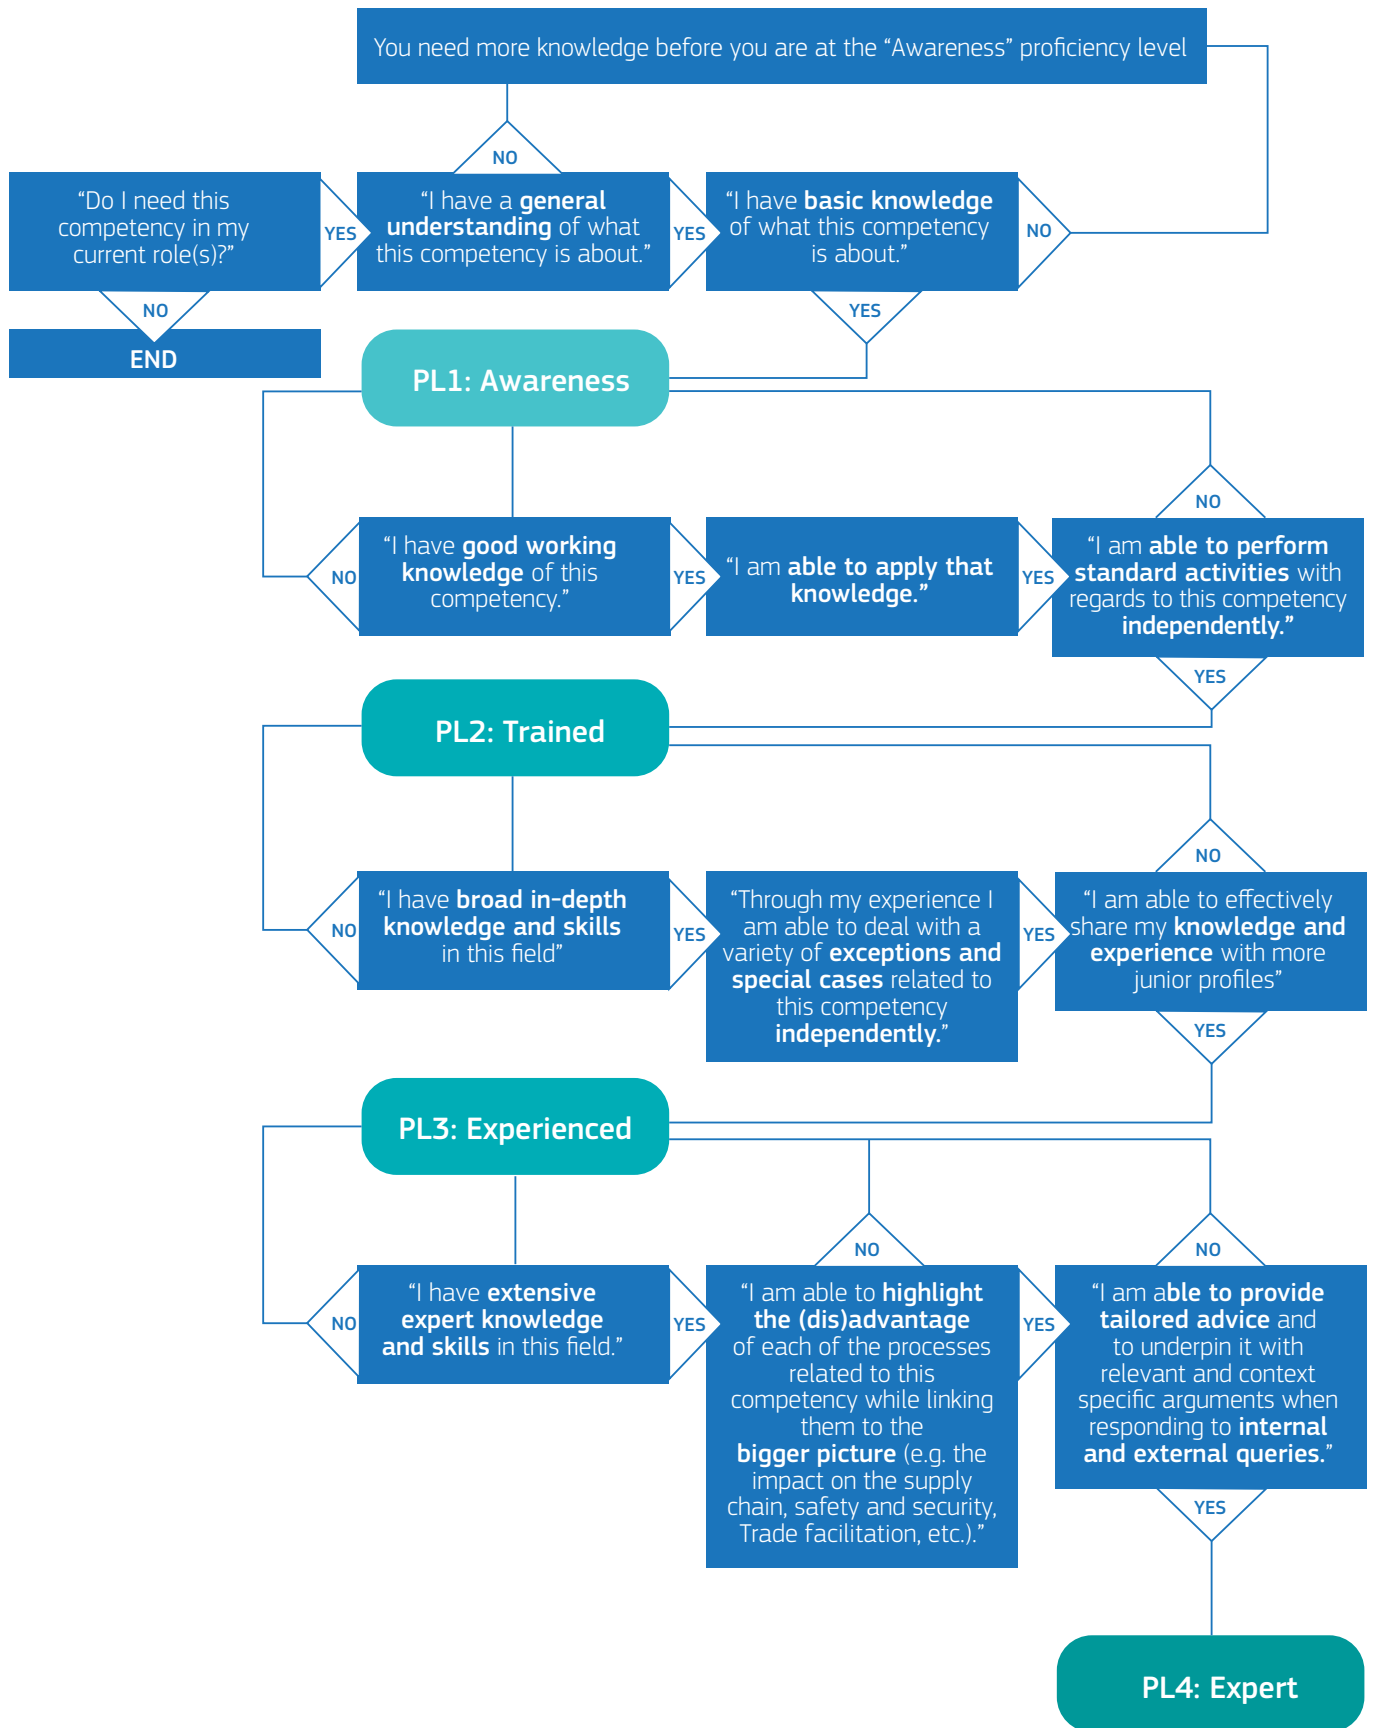 You need more knowledge before you are at the “Awareness” proficiency level
NO
“Do I need this
competency in my
current role(s)?”
YES
“I have a general
understanding of what
this competency is about.”
YES
“I have basic knowledge
of what this competency
is about.”
NO
NO
END
YES
PL1: Awareness
NO
NO
“I have good working
knowledge of this
competency.”
YES
“I am able to apply that
knowledge.”
YES
“I am able to perform
standard activities with
regards to this competency
independently.”
YES
PL2: Trained
NO
NO
“I have broad in-depth
knowledge and skills
in this field”
YES
“Through my experience I
am able to deal with a
variety of exceptions and
special cases related to
this competency
independently.”
YES
“I am able to effectively
share my knowledge and
experience with more
junior profiles”
YES
PL3: Experienced
NO
NO
NO
“I have extensive
expert knowledge
and skills in this field.”
YES
“I am able to highlight
the (dis)advantage
of each of the processes
related to this
competency while linking
them to the
bigger picture (e.g. the
impact on the supply
chain, safety and security,
Trade facilitation, etc.).”
YES
“I am able to provide
tailored advice and
to underpin it with
relevant and context
specific arguments when
responding to internal
and external queries.”
YES
PL4: Expert